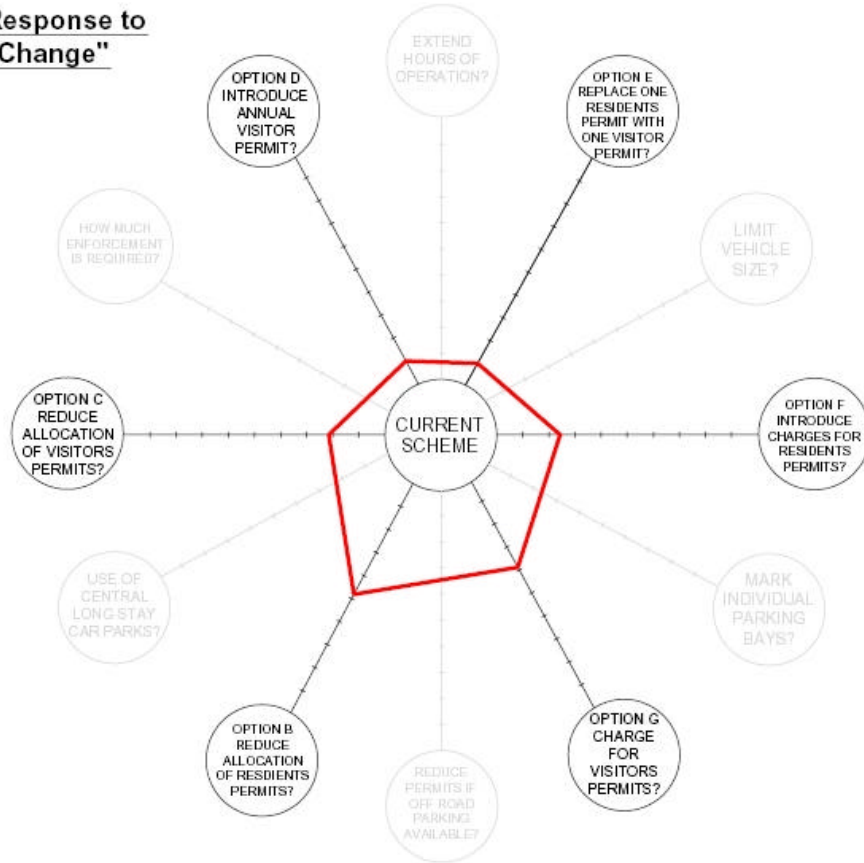 Response to
Change"
EXTEND
HOURS OF
OPERATION?
OPTION D
INTRODUCE
ANNUAL
VISITOR
PERMIT?
OPTION E
REPLACE ONE
RESIDENTS
PERMIT WITH
ONE VISITOR
PERMIT?
HOW MUCH
ENFORCEMENT
IS REQUIRED?
LIMIT
VEHICLE
SIZE?
OPTION C
REDUCE
ALLOCATION
OF VISITORS
PERMITS?
CURRENT
SCHEME
OPTION F
INTRODUCE
CHARGES FOR
RESIDENTS
PERMITS?
USE OF
CENTRAL
LONG STAY
CAR PARKS?
MARK
INDIVIDUAL
PARKING
BAYS?
OPTION B
REDUCE
ALLOCATION
OF RESDIENTS
PERMITS?
REDUCE
PERMITS IF
OFF ROAD
PARKING
AVAILABLE?
OPTION G
CHARGE
FOR
VISITORS
PERMITS?